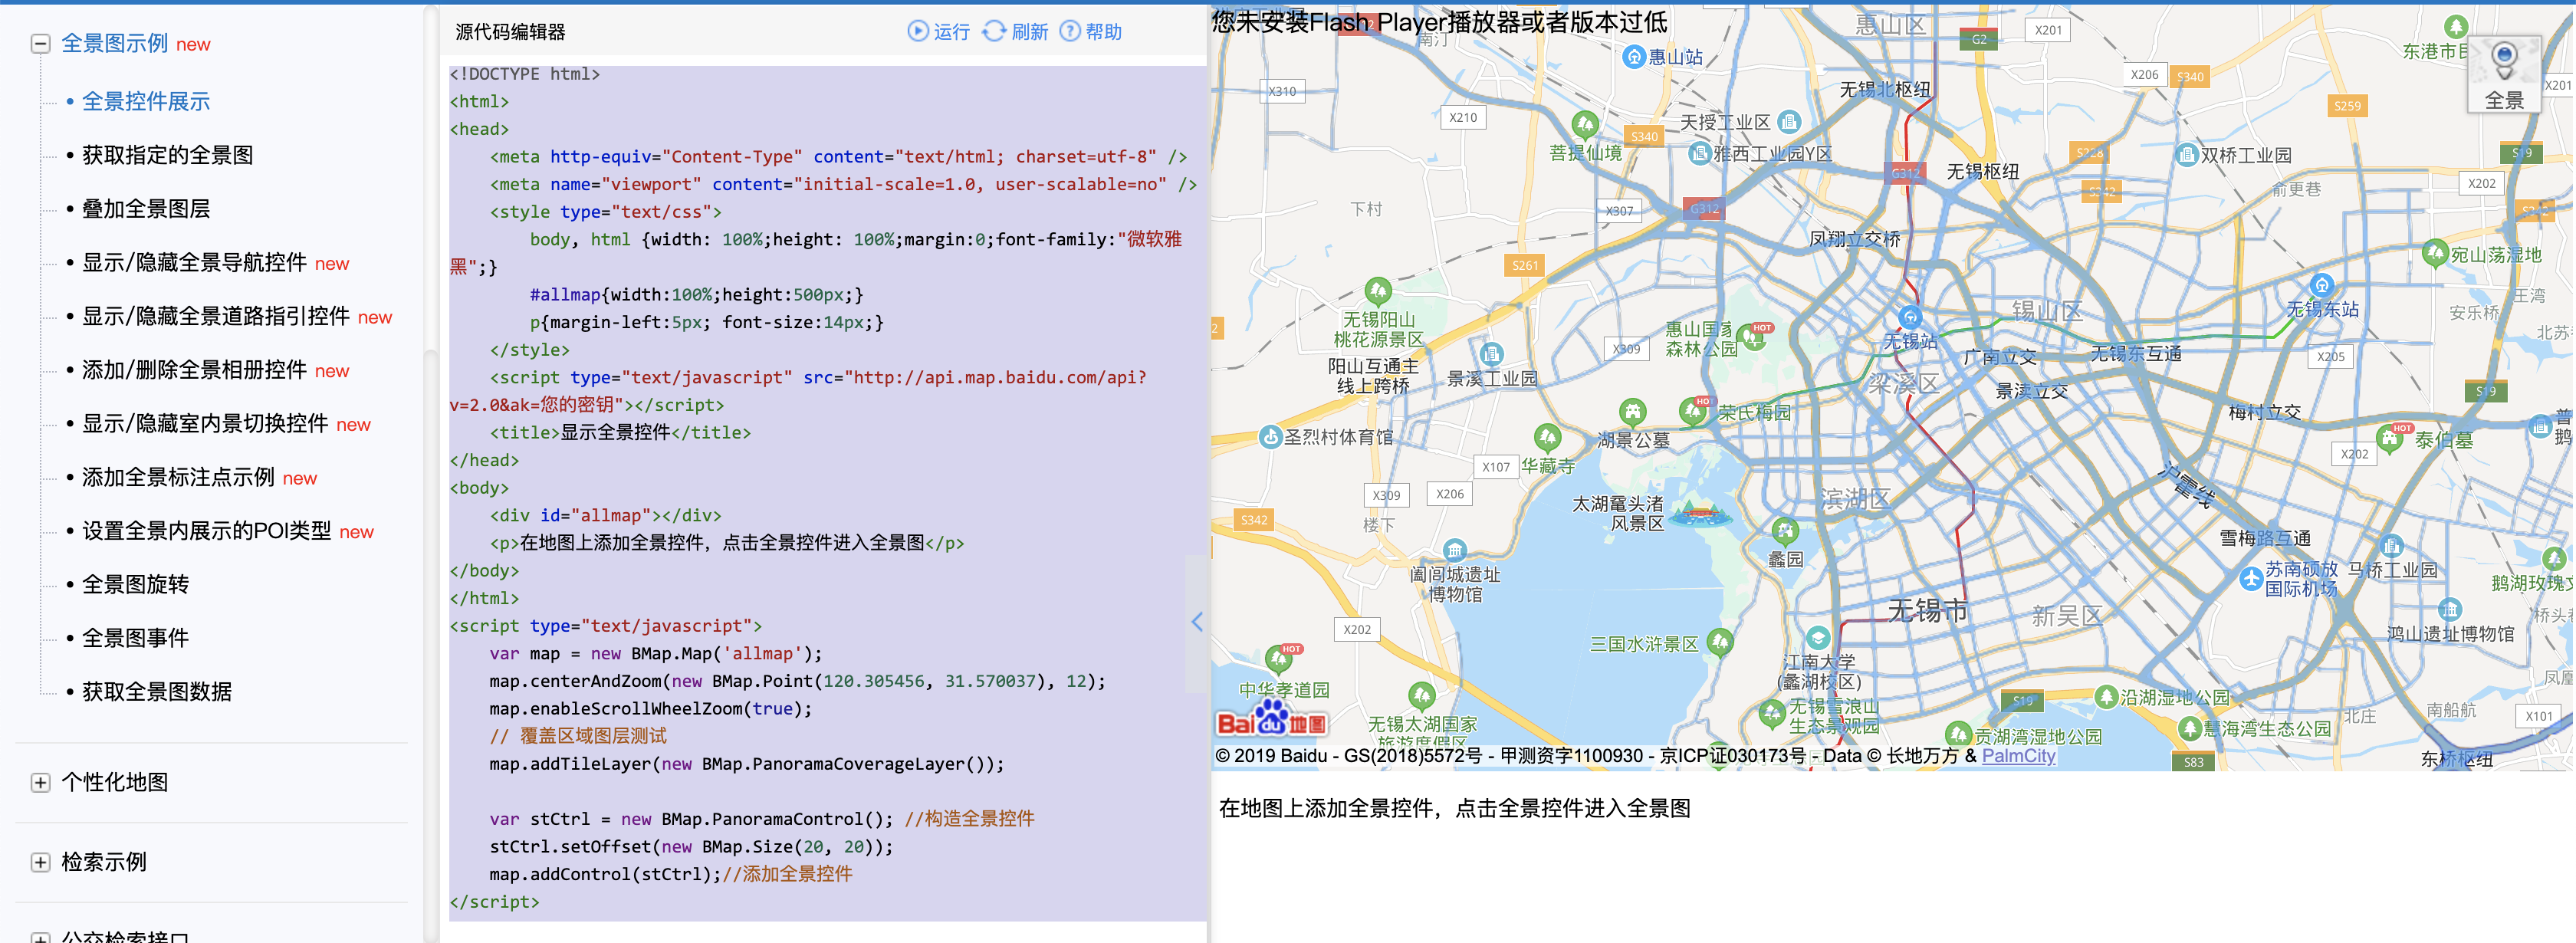 全景图示例 new
全景控件展示
获取指定的全景图
叠加全景图层
显示/隐藏全景导航控件 new
显示/隐藏全景道路指引控件 new
添加/删除全景相册控件 new
显示/隐藏室内景切换控件 new
添加全景标注点示例 new
设置全景内展示的POI类型 new
全景图旋转
全景图事件
获取全景图数据
个性化地图
检索示例
公交检索接口
源代码编辑器
运行 刷新 帮助
<!DOCTYPE html>
<html>
<head>
<meta http-equiv="Content-Type" content="text/html; charset=utf-8" />
<meta name="viewport" content="initial-scale=1.0, user-scalable=no" />
<style type="text/css">
body, html {width: 100%;height: 100%;margin:0;font-family:"微软雅
黑";}
#allmap{width:100%;height:500px;}
p{margin-left:5px; font-size:14px;}
</style>
<script type="text/javascript" src="http://api.map.baidu.com/api?
v=2.0&ak=您的密钥"></script>
<title>显示全景控件</title>
</head>
<body>
<div id="allmap"></div>
<p>在地图上添加全景控件，点击全景控件进入全景图</p>
</body>
</html>
<script type="text/javascript">
var map = new BMap.Map('allmap');
map.centerAndZoom(new BMap.Point(120.305456, 31.570037), 12);
map.enableScrollWheelZoom(true);
// 覆盖区域图层测试
map.addTileLayer(new BMap.PanoramaCoverageLayer());
var stCtrl = new BMap.PanoramaControl(); //构造全景控件
stCtrl.setOffset(new BMap.Size(20, 20));
map.addControl(stCtrl);//添加全景控件
</script>
您未安装Flash Player播放器或者版本过低
惠山区
G2
X201
南汀
惠山站
东港市民
全景
X310
无锡北枢纽
X206
S340
X201
X210
天授工业区
S259
菩提仙境
S340
雅西工业园Y区
S228
双桥工业园
S19
G312
无锡枢纽
X202
俞更巷
S342
下村
X307
G312
凤翔立交桥
S261
宛山荡湿地
无锡阳山
桃花源景区
惠山国家
森林公园
HOT
锡山区
无锡东站
王湾
安乐桥
北苏
无锡站
X309
广南立交
无锡东互通
X205
阳山互通主
线上跨桥
景溪工业园
梁溪区
景渎立交
S19
HOT
荣氏梅园
梅村立交
湖景公墓
圣烈村体育馆
HOT
泰伯墓
普
鹅
X107
华藏寺
X202
X309
X206
滨湖区
沪霍线
S342
楼下
太湖鼋头渚
风景区
雪梅路互通
蠡园
阖闾城遗址
博物馆
苏南硕放
国际机场
马桥工业园
鹅湖玫瑰文
无锡市
新吴区
桥头
X202
三国水浒景区
鸿山遗址博物馆
HOT
江南大学
(蠡湖校区)
中华孝道园
凤凰
S19
沿湖湿地公园
无锡雪浪山
生态景观园
无锡太湖国家
旅游度假区
北庄
南船舫
X101
贡湖湾湿地公园
慧海湾生态公园
Bai du 地图
东桥枢纽
S83
© 2019 Baidu - GS(2018)5572号 - 甲测资字1100930 - 京ICP证030173号 - Data © 长地万方 & PalmCity
在地图上添加全景控件，点击全景控件进入全景图